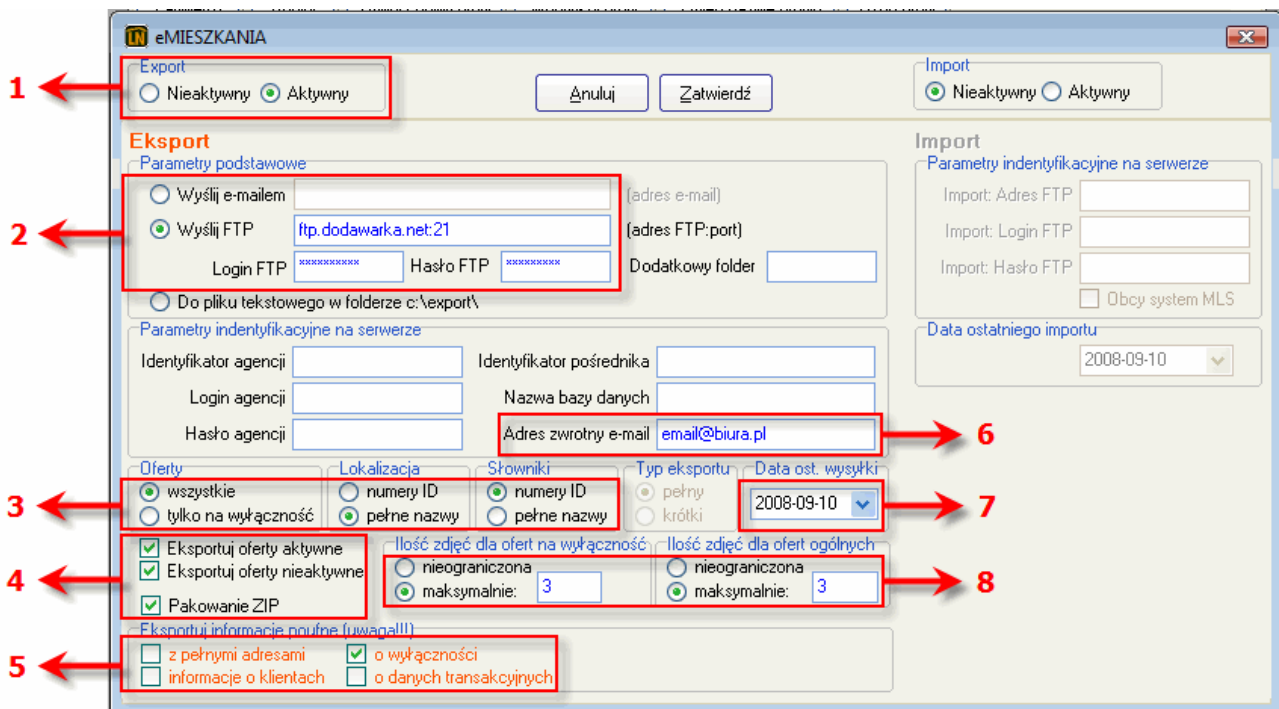 eMIESZKANIA
Export
Import
1
Nieaktywny Aktywny
Anuluj
Zatwierdź
Nieaktywny Aktywny
Eksport
Import
Parametry podstawowe
Parametry indentyfikacyjne na serwerze
Wyślij e-mailem
(adres e-mail)
Import: Adres FTP
2
Wyślij FTP
ftp.dodawarka.net:21
(adres FTP:port)
Import: Login FTP
Login FTP
**********
Hasło FTP
*********
Dodatkowy folder
Import: Hasło FTP
Do pliku tekstowego w folderze c:\export\
Obcy system MLS
Parametry indentyfikacyjne na serwerze
Data ostatniego importu
Identyfikator agencji
Identyfikator pośrednika
2008-09-10
Login agencji
Nazwa bazy danych
Hasło agencji
Adres zwrotny e-mail
email@biura.pl
6
Oferty
Lokalizacja
Słowniki
Typ eksportu
Data ost. wysyłki
3
wszystkie
numery ID
numery ID
pełny
2008-09-10
7
tylko na wyłączność
pełne nazwy
pełne nazwy
krótki
4
Eksportuj oferty aktywne
Ilość zdjęć dla ofert na wyłączność
Ilość zdjęć dla ofert ogólnych
Eksportuj oferty nieaktywne
nieograniczona
nieograniczona
8
maksymalnie:
3
maksymalnie:
3
Pakowanie ZIP
Eksportuj informacje poufne (uwaga!!!)
5
z pełnymi adresami
o wyłączności
informacje o klientach
o danych transakcyjnych